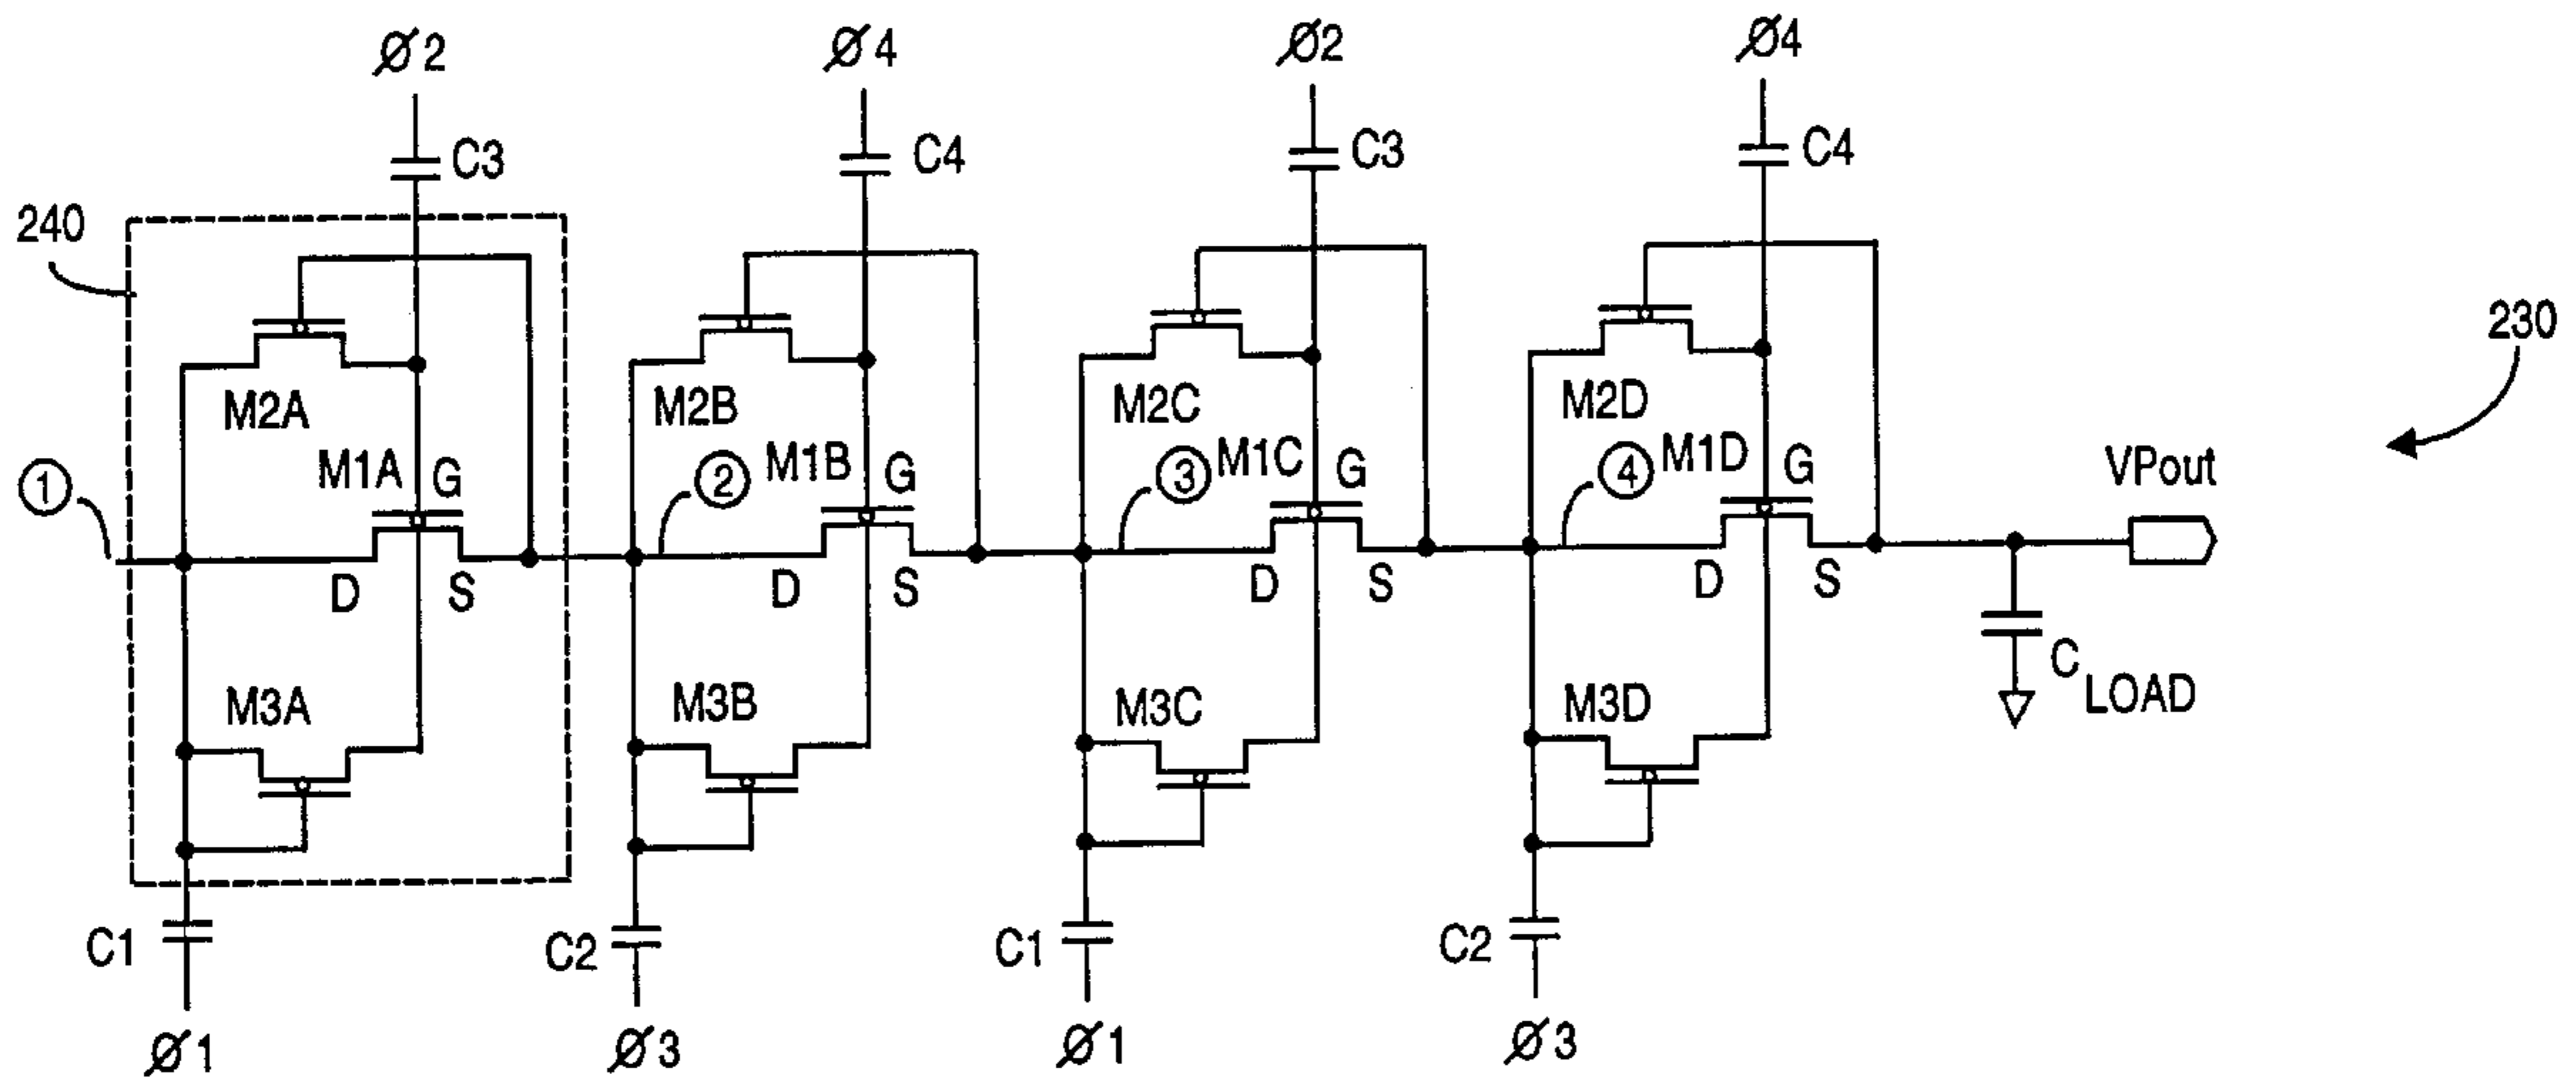 Ø2 Ø4 Ø2 Ø4
C3 C4 C3 C4
240
230
M2A M2B M2C M2D
M1A G M1B G M1C G M1D G
1 2 3 4
VPout
D S D S D S D S
C LOAD
M3A M3B M3C M3D
C1 C2 C1 C2
Ø1 Ø3 Ø1 Ø3